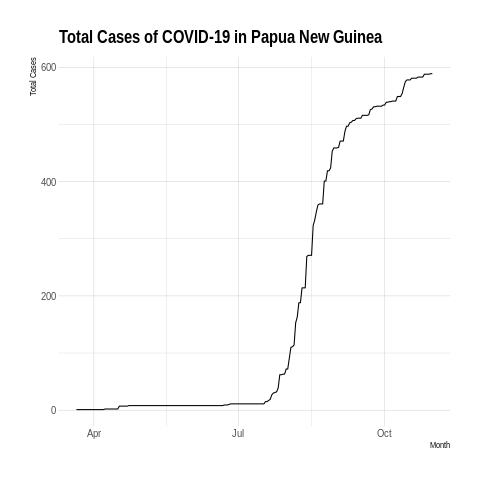 Total Cases of COVID-19 in Papua New Guinea
Total Cases
600
400
200
0
Apr
Jul
Oct
Month